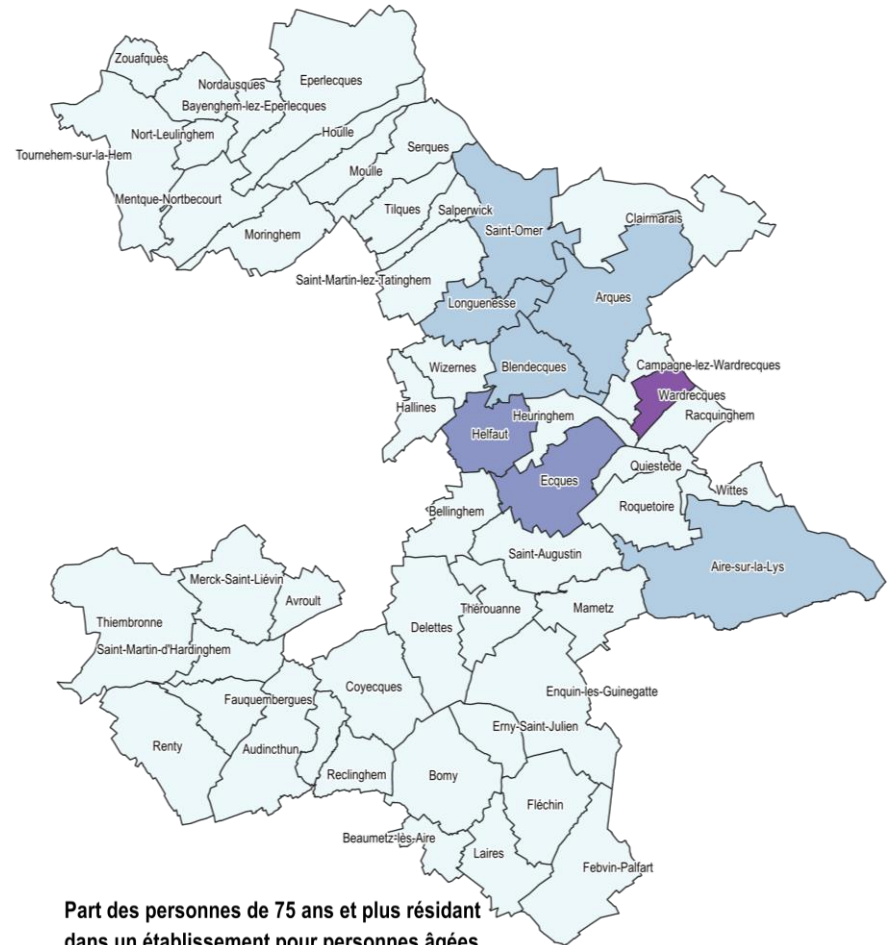 Zouafques
Nordausques
Eperlecques
Bayenghem-lez-Eperlecques
Nort-Leulinghem
Houlle
Tournehem-sur-la-Hem
Serques
Moulle
Mentque-Nortbecourt
Tilques
Salperwick
Clairmarais
Moringhem
Saint-Omer
Saint-Martin-lez-Tatinghem
Longuenesse
Arques
Wizernes
Blendecques
Campagne-lez-Wardrecques
Wardrecques
Hallines
Heuringhem
Racquinghem
Helfaut
Quiestede
Ecques
Wittes
Roquetoire
Bellinghem
Saint-Augustin
Aire-sur-la-Lys
Merck-Saint-Liévin
Avroult
Thérouanne
Mametz
Thiembronne
Delettes
Saint-Martin-d'Hardinghem
Coyecques
Enquin-les-Guinegatte
Fauquembergues
Erny-Saint-Julien
Renty
Audincthun
Reclinghem
Bomy
Fléchin
Beaumetz-lès-Aire
Laires
Febvin-Palfart
Part des personnes de 75 ans et plus résidant
dans un établissement pour personnes âgées